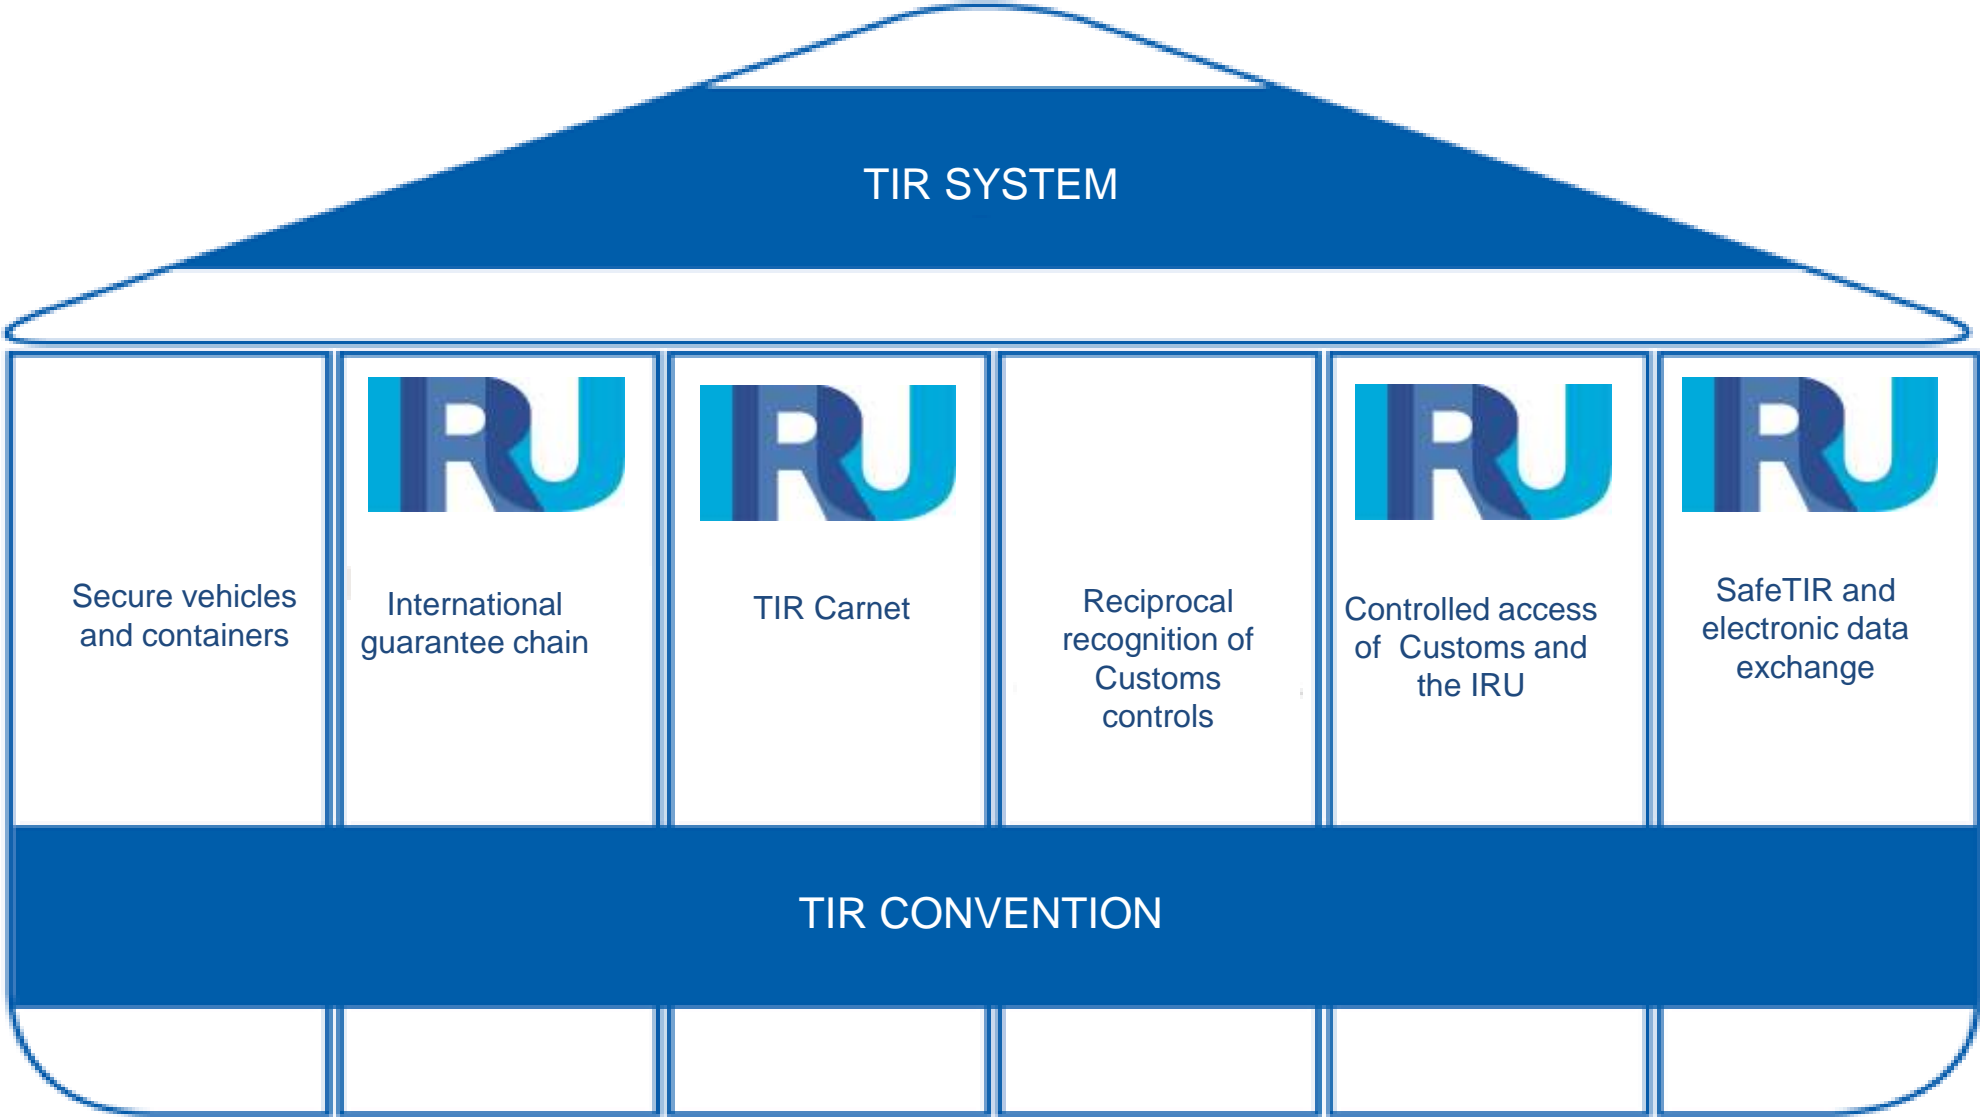 TIR SYSTEM
Secure vehicles
and containers
IRU
International
guarantee chain
IRU
TIR Carnet
Reciprocal
recognition of
Customs
controls
IRU
Controlled access
of Customs and
the IRU
IRU
SafeTIR and
electronic data
exchange
TIR CONVENTION